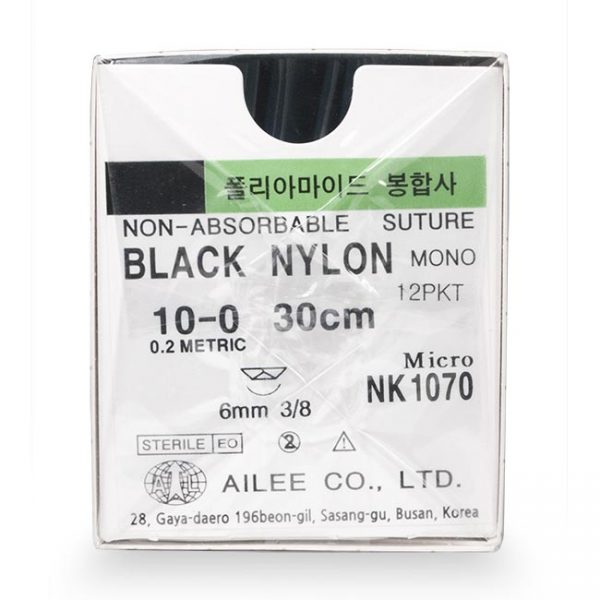 폴리아마이드 봉합사
NON-ABSORBABLE SUTURE
BLACK NYLON MONO
12PKT
10-0 30cm
0.2 METRIC
Micro
NK1070
6mm 3/8
STERILE EO
2
AILEE CO., LTD.
28, Gaya-daero 196beon-gil, Sasang-gu, Busan, Korea